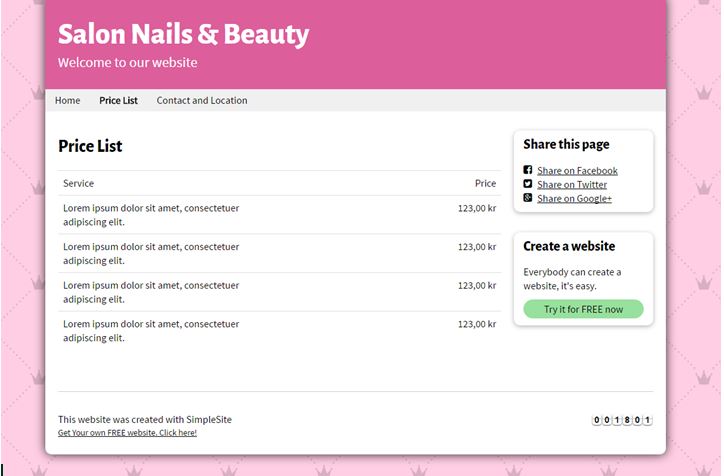 Salon Nails & Beauty
Welcome to our website
Home Price List Contact and Location
Price List
Service Price
Lorem ipsum dolor sit amet, consectetuer 123,00 kr
adipiscing elit.
Lorem ipsum dolor sit amet, consectetuer 123,00 kr
adipiscing elit.
Lorem ipsum dolor sit amet, consectetuer 123,00 kr
adipiscing elit.
Lorem ipsum dolor sit amet, consectetuer 123,00 kr
adipiscing elit.
Share this page
Share on Facebook
Share on Twitter
Share on Google+
Create a website
Everybody can create a
website, it's easy.
Try it for FREE now
This website was created with SimpleSite
Get Your own FREE website. Click here!
001801